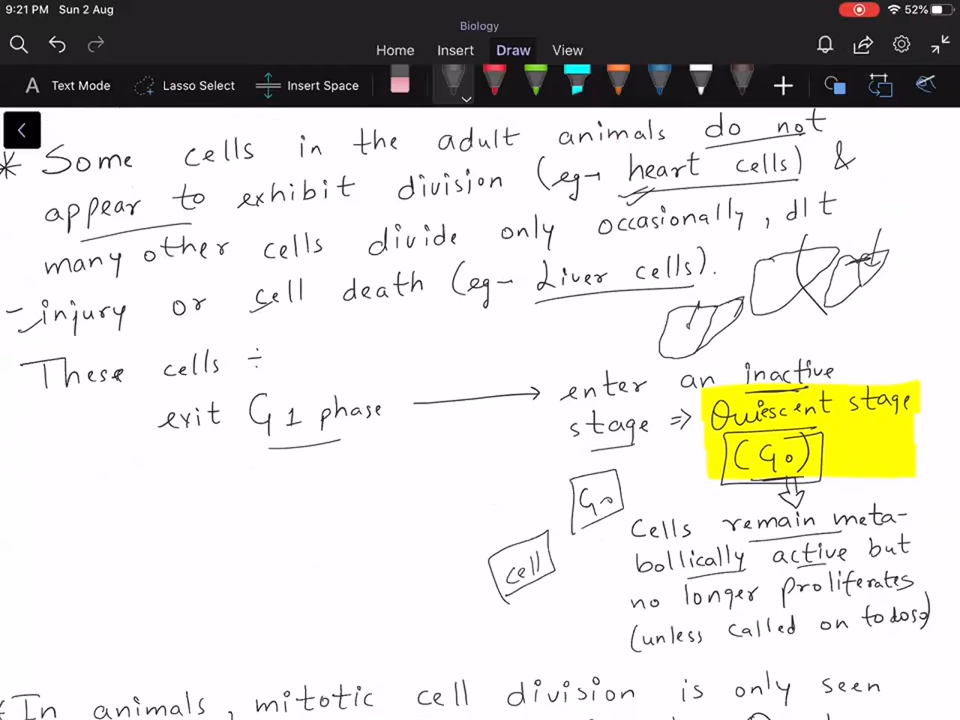 9:21 PM Sun 2 Aug
52%
Biology
Home Insert Draw View
Text Mode Lasso Select Insert Space
* Some cells in the adult animals do not
appear to exhibit division (eg→ heart cells) &
many other cells divide only occasionally, d/t
- injury or cell death (eg- Liver cells).
These cells ÷
exit G1 phase → enter an inactive
stage ⇒ Quiescent stage
(G0)
G0
cell
Cells remain meta-
bollically active but
no longer proliferates
(unless called on todoso)
* In animals, mitotic cell division is only seen